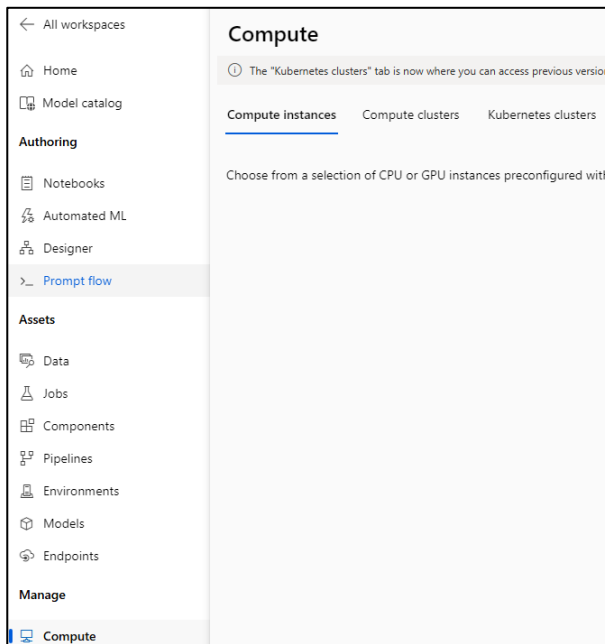 All workspaces
Home
Model catalog
Authoring
Notebooks
Automated ML
Designer
Prompt flow
Assets
Data
Jobs
Components
Pipelines
Environments
Models
Endpoints
Manage
Compute
Compute
The "Kubernetes clusters" tab is now where you can access previous version
Compute instances Compute clusters Kubernetes clusters
Choose from a selection of CPU or GPU instances preconfigured with